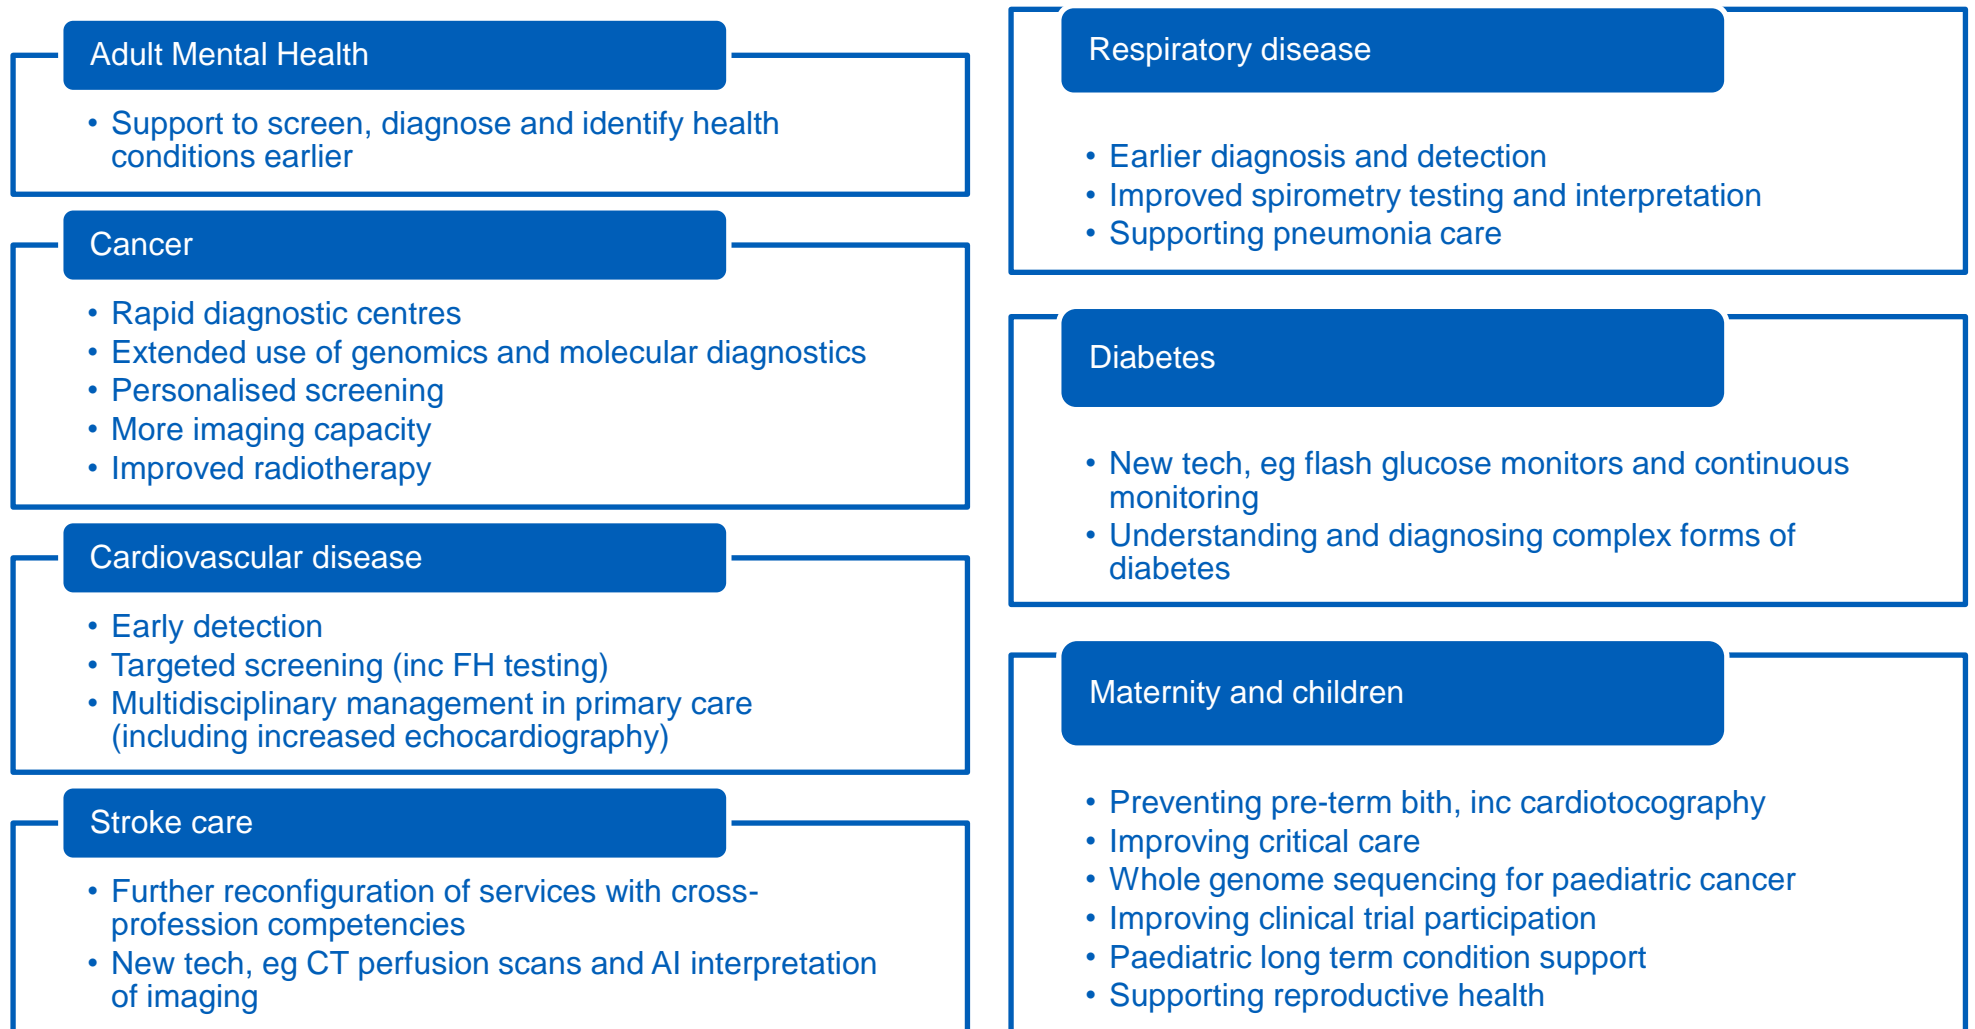 Adult Mental Health
• Support to screen, diagnose and identify health
conditions earlier
Cancer
• Rapid diagnostic centres
• Extended use of genomics and molecular diagnostics
• Personalised screening
• More imaging capacity
• Improved radiotherapy
Cardiovascular disease
• Early detection
• Targeted screening (inc FH testing)
• Multidisciplinary management in primary care
(including increased echocardiography)
Stroke care
• Further reconfiguration of services with cross-
profession competencies
• New tech, eg CT perfusion scans and AI interpretation
of imaging
Respiratory disease
• Earlier diagnosis and detection
• Improved spirometry testing and interpretation
• Supporting pneumonia care
Diabetes
• New tech, eg flash glucose monitors and continuous
monitoring
• Understanding and diagnosing complex forms of
diabetes
Maternity and children
• Preventing pre-term bith, inc cardiotocography
• Improving critical care
• Whole genome sequencing for paediatric cancer
• Improving clinical trial participation
• Paediatric long term condition support
• Supporting reproductive health